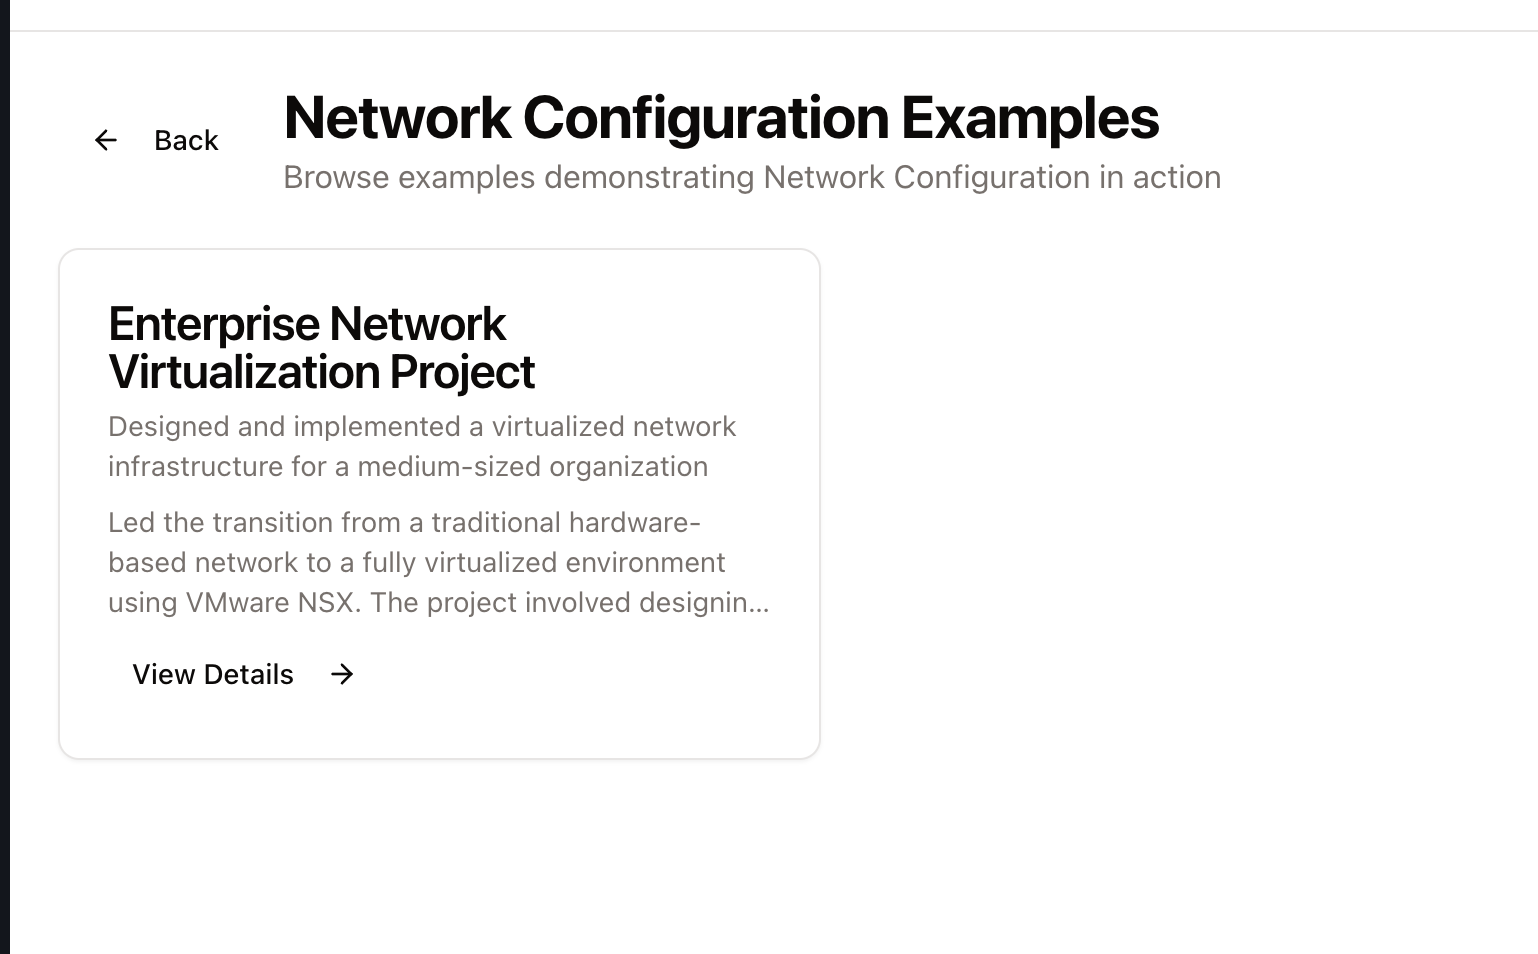 Back
Network Configuration Examples
Browse examples demonstrating Network Configuration in action
Enterprise Network
Virtualization Project
Designed and implemented a virtualized network
infrastructure for a medium-sized organization
Led the transition from a traditional hardware-
based network to a fully virtualized environment
using VMware NSX. The project involved designin...
View Details